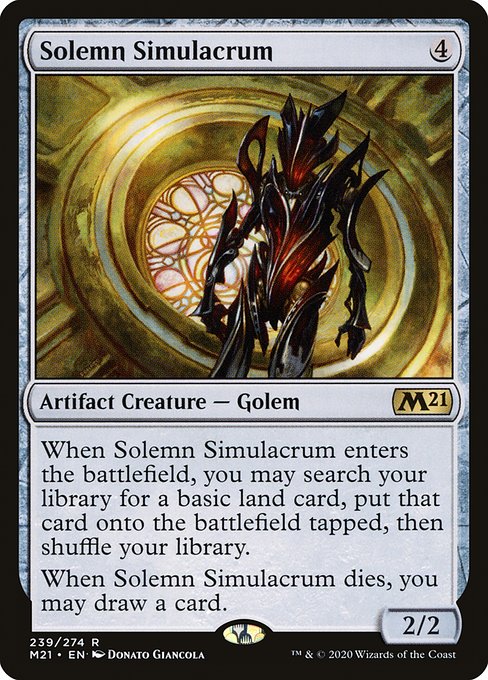 Solemn Simulacrum 4
Artifact Creature — Golem M21
When Solemn Simulacrum enters
the battlefield, you may search your
library for a basic land card, put that
card onto the battlefield tapped, then
shuffle your library.
When Solemn Simulacrum dies, you
may draw a card.
2/2
239/274 R
M21 • EN Donato Giancola ™ & © 2020 Wizards of the Coast